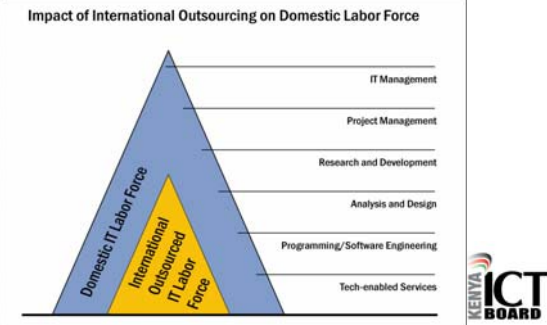 Impact of International Outsourcing on Domestic Labor Force
IT Management
Project Management
Research and Development
Analysis and Design
Programming/Software Engineering
Tech-enabled Services
Domestic IT Labor Force
International
Outsourced
IT Labor
Force
KENYA
ICT
BOARD